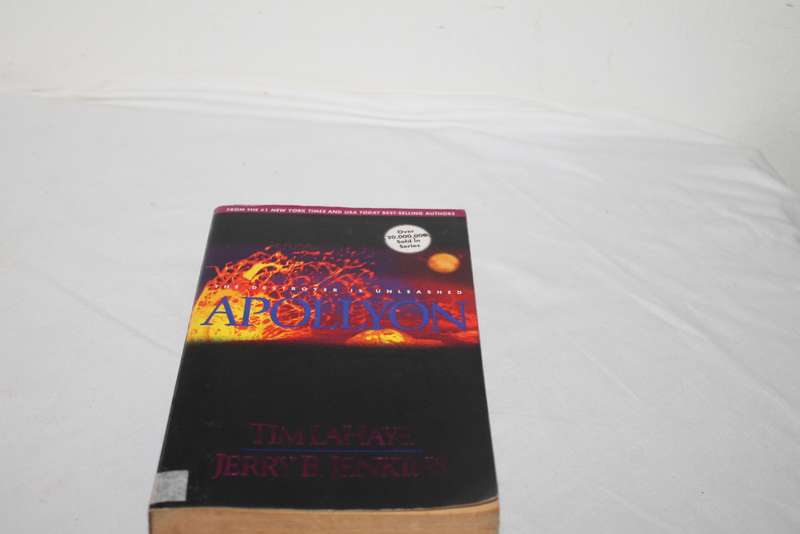 FROM THE #1 NEW YORK TIMES AND USA TODAY BEST-SELLING AUTHORS
Over
Sold in
Series
THE DESTROYER IS UNLEASHED
APOLLYON
TIM LAHAYE
JERRY B. JENKINS